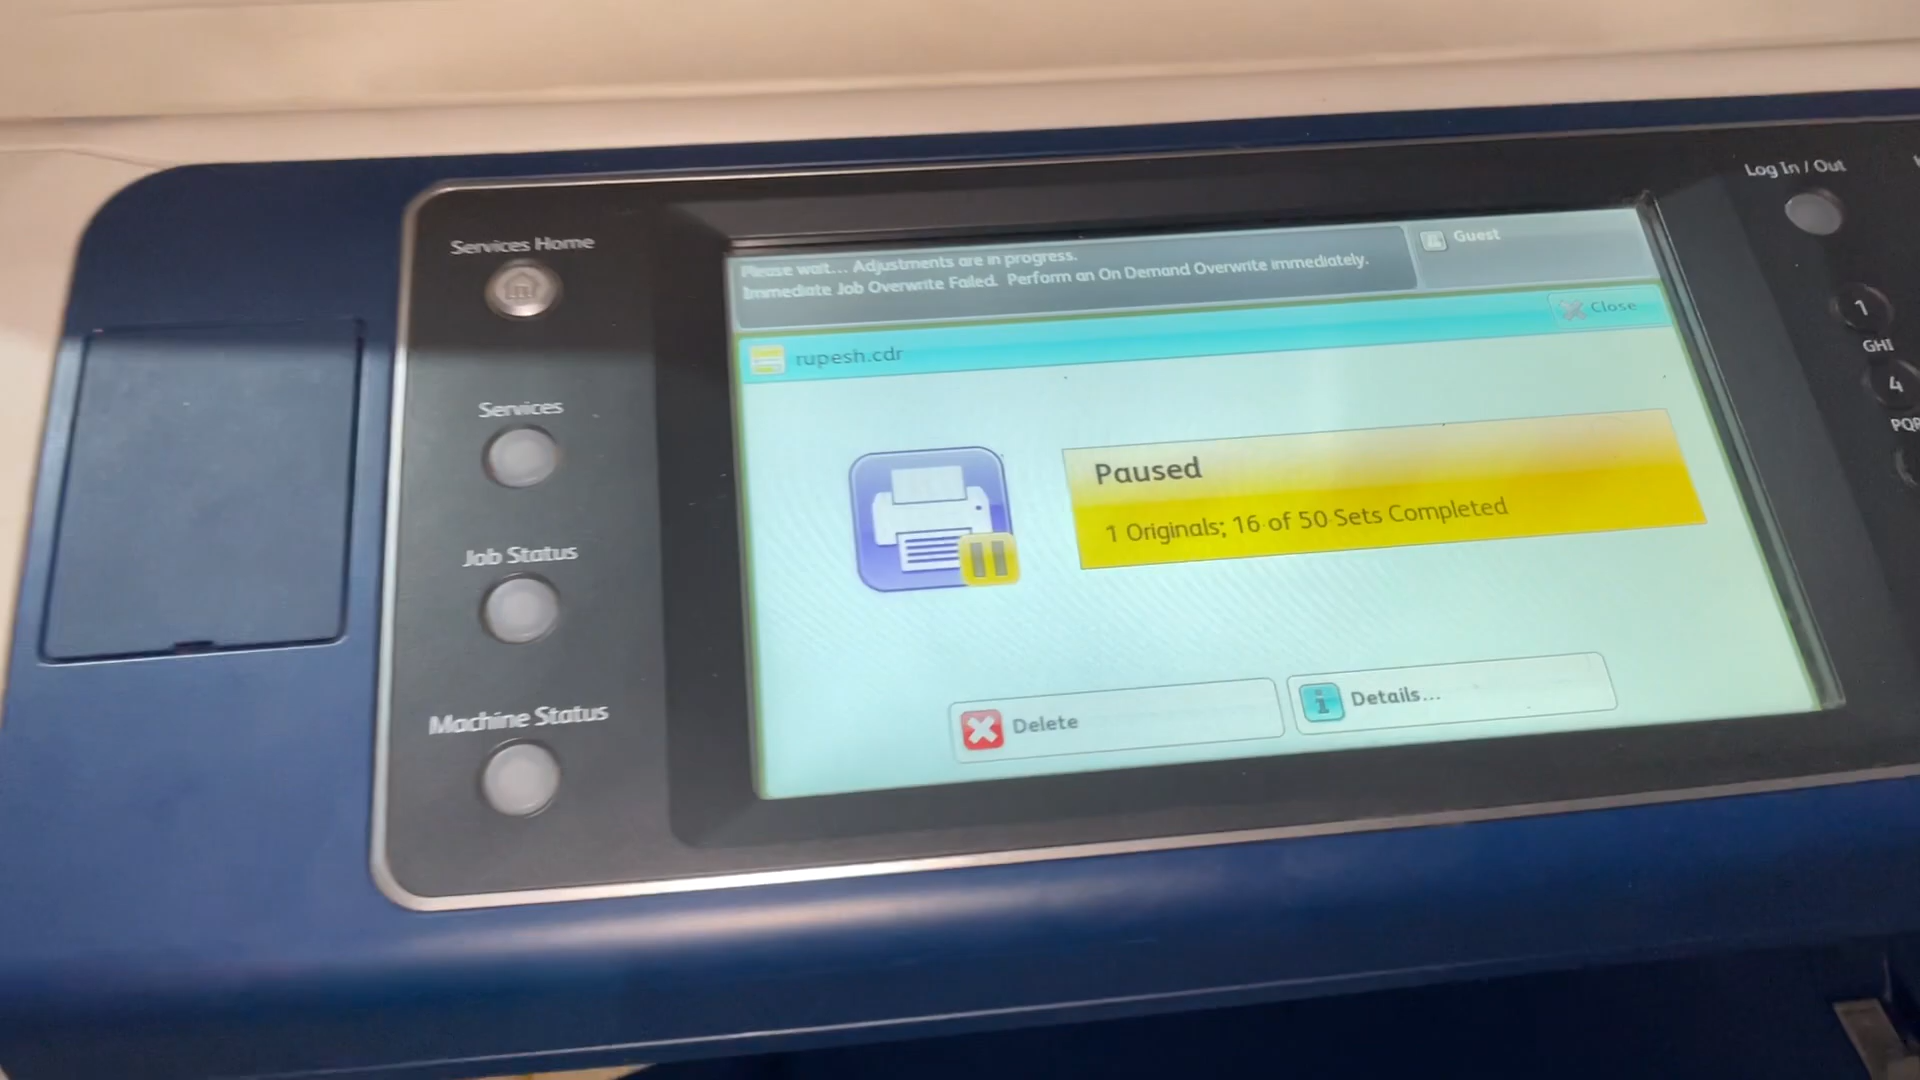 Log In / Out
Services Home
Please wait... Adjustments are in progress.
Immediate Job Overwrite Failed. Perform an On Demand Overwrite immediately.
Guest
Close
rupesh.cdr
1
GHI
4
Services
Paused
1 Originals; 16 of 50 Sets Completed
Job Status
Machine Status
Delete
Details...